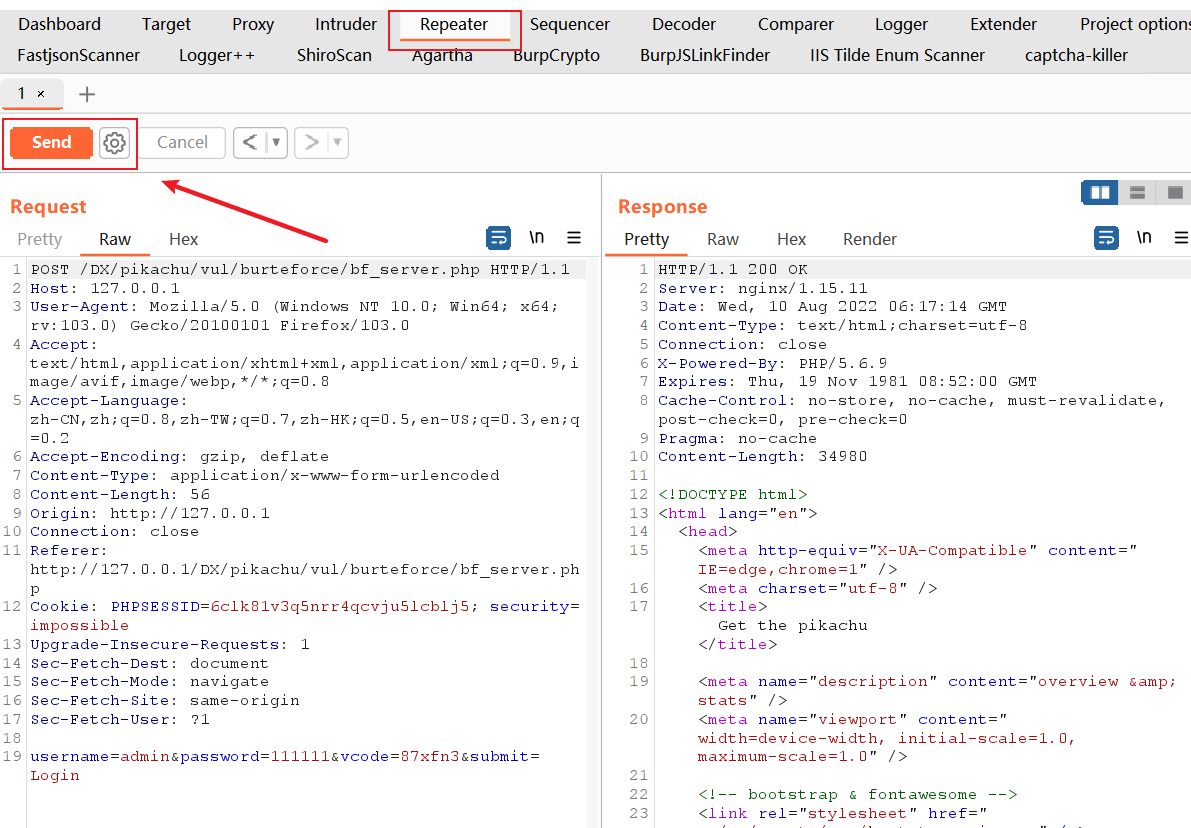 Dashboard Target Proxy Intruder Repeater Sequencer Decoder Comparer Logger Extender Project options
FastjsonScanner Logger++ ShiroScan Agartha BurpCrypto BurpJSLinkFinder IIS Tilde Enum Scanner captcha-killer
1 × +
Send Cancel < ▼ > ▼
Request
Pretty Raw Hex \n ☰
1 POST /DX/pikachu/vul/burteforce/bf_server.php HTTP/1.1
2 Host: 127.0.0.1
3 User-Agent: Mozilla/5.0 (Windows NT 10.0; Win64; x64;
rv:103.0) Gecko/20100101 Firefox/103.0
4 Accept:
text/html,application/xhtml+xml,application/xml;q=0.9,i
mage/avif,image/webp,*/*;q=0.8
5 Accept-Language:
zh-CN,zh;q=0.8,zh-TW;q=0.7,zh-HK;q=0.5,en-US;q=0.3,en;q
=0.2
6 Accept-Encoding: gzip, deflate
7 Content-Type: application/x-www-form-urlencoded
8 Content-Length: 56
9 Origin: http://127.0.0.1
10 Connection: close
11 Referer:
http://127.0.0.1/DX/pikachu/vul/burteforce/bf_server.ph
p
12 Cookie: PHPSESSID=6clk81v3q5nrr4qcvju5lcblj5; security=
impossible
13 Upgrade-Insecure-Requests: 1
14 Sec-Fetch-Dest: document
15 Sec-Fetch-Mode: navigate
16 Sec-Fetch-Site: same-origin
17 Sec-Fetch-User: ?1
18
19 username=admin&password=111111&vcode=87xfn3&submit=
Login
Response
Pretty Raw Hex Render \n ☰
1 HTTP/1.1 200 OK
2 Server: nginx/1.15.11
3 Date: Wed, 10 Aug 2022 06:17:14 GMT
4 Content-Type: text/html;charset=utf-8
5 Connection: close
6 X-Powered-By: PHP/5.6.9
7 Expires: Thu, 19 Nov 1981 08:52:00 GMT
8 Cache-Control: no-store, no-cache, must-revalidate,
post-check=0, pre-check=0
9 Pragma: no-cache
10 Content-Length: 34980
11
12 <!DOCTYPE html>
13 <html lang="en">
14 <head>
15 <meta http-equiv="X-UA-Compatible" content="
IE=edge,chrome=1" />
16 <meta charset="utf-8" />
17 <title>
Get the pikachu
</title>
18
19 <meta name="description" content="overview &amp;
stats" />
20 <meta name="viewport" content="
width=device-width, initial-scale=1.0,
maximum-scale=1.0" />
21
22 <!-- bootstrap & fontawesome -->
23 <link rel="stylesheet" href="